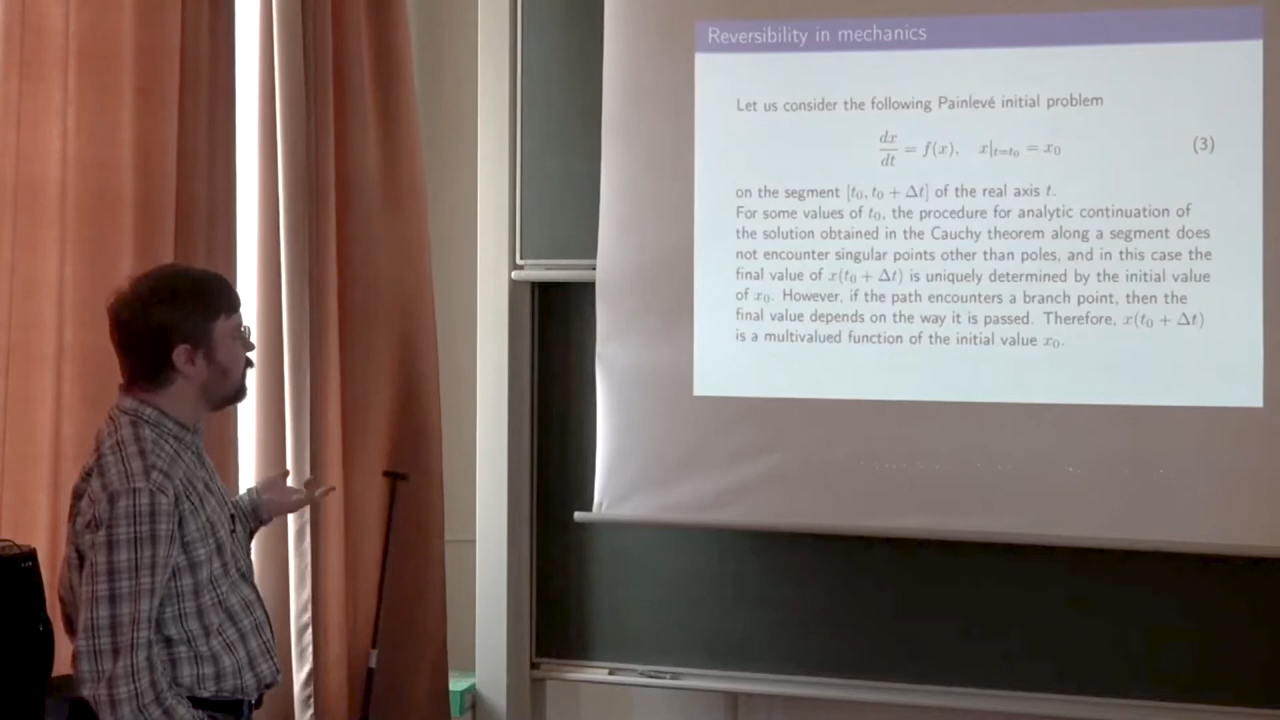 Reversibility in mechanics
Let us consider the following Painlevé initial problem
dx/dt = f(x), x|t=t₀ = x₀ (3)
on the segment [t₀, t₀ + Δt] of the real axis t.
For some values of t₀, the procedure for analytic continuation of
the solution obtained in the Cauchy theorem along a segment does
not encounter singular points other than poles, and in this case the
final value of x(t₀ + Δt) is uniquely determined by the initial value
of x₀. However, if the path encounters a branch point, then the
final value depends on the way it is passed. Therefore, x(t₀ + Δt)
is a multivalued function of the initial value x₀.